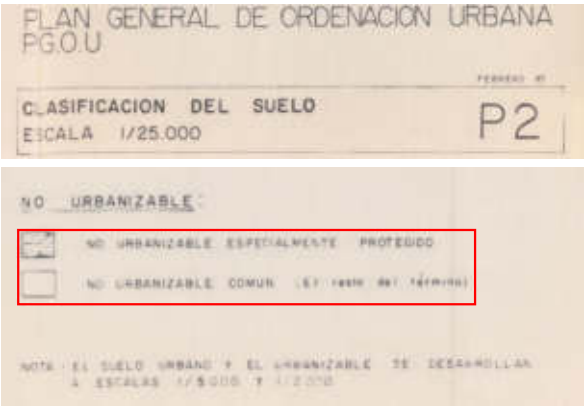 PLAN GENERAL DE ORDENACION URBANA
P.G.O.U
FEBRERO
CLASIFICACION DEL SUELO
P2
ESCALA 1/25.000
NO URBANIZABLE:
NO URBANIZABLE ESPECIALMENTE PROTEGIDO
NO URBANIZABLE COMUN (El resto del término)
NOTA: EL SUELO URBANO Y EL URBANIZABLE SE DESARROLLAN
A ESCALAS 1/5000 Y 1/2000